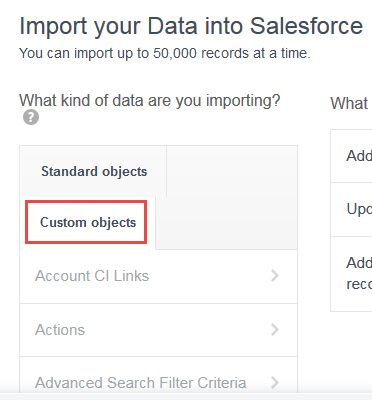 Import your Data into Salesforce
You can import up to 50,000 records at a time.
What kind of data are you importing?
?
What
Standard objects
Custom objects
Account CI Links
Actions
Advanced Search Filter Criteria
Add
Upd
Add
reco